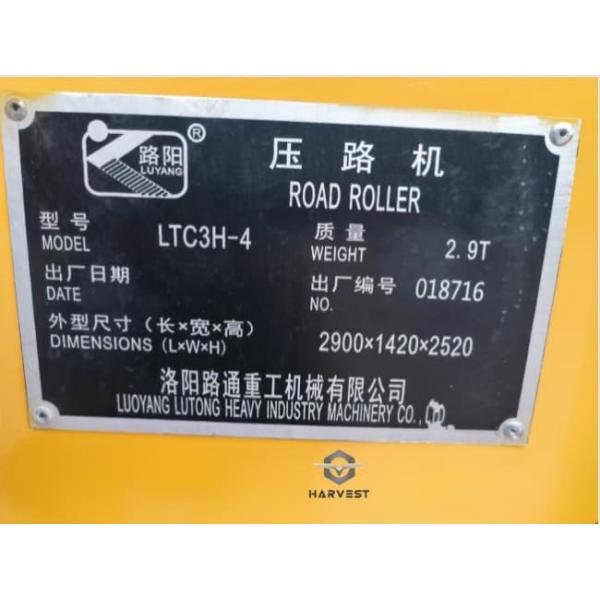 路阳 ®
LUYANG
压路机
ROAD ROLLER
型号 LTC3H-4 质量 2.9T
MODEL WEIGHT
出厂日期 出厂编号 018716
DATE NO.
外型尺寸（长×宽×高） 2900×1420×2520
DIMENSIONS (L×W×H)
洛阳路通重工机械有限公司
LUOYANG LUTONG HEAVY INDUSTRY MACHINERY CO.,
HARVEST